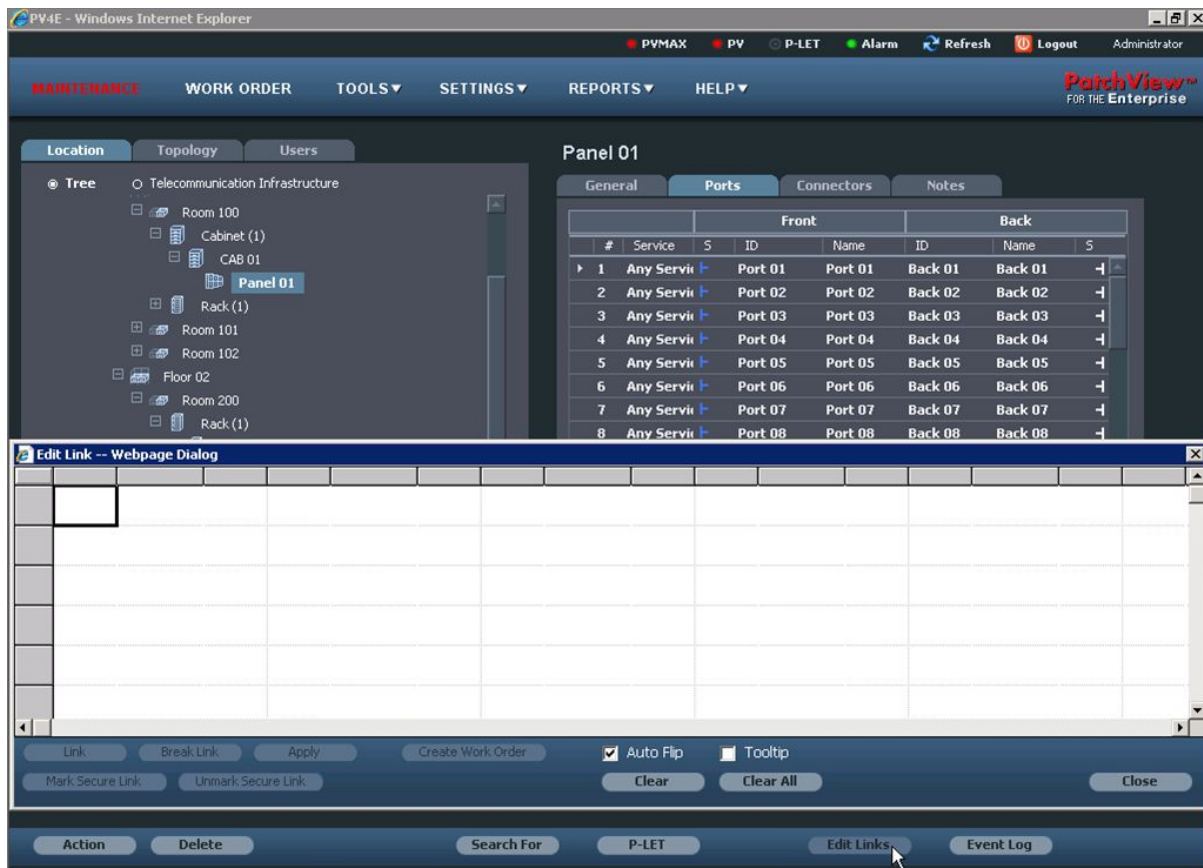 PV4E - Windows Internet Explorer
PVMAX PV P-LET Alarm Refresh Logout Administrator
MAINTENANCE WORK ORDER TOOLS▼ SETTINGS▼ REPORTS▼ HELP▼
PatchView™
FOR THE Enterprise
Location Topology Users
Tree Telecommunication Infrastructure
Room 100
Cabinet (1)
CAB 01
Panel 01
Rack (1)
Room 101
Room 102
Floor 02
Room 200
Rack (1)
Panel 01
General Ports Connectors Notes
Front Back
# Service S ID Name ID Name S
1 Any Servic Port 01 Port 01 Back 01 Back 01
2 Any Servic Port 02 Port 02 Back 02 Back 02
3 Any Servic Port 03 Port 03 Back 03 Back 03
4 Any Servic Port 04 Port 04 Back 04 Back 04
5 Any Servic Port 05 Port 05 Back 05 Back 05
6 Any Servic Port 06 Port 06 Back 06 Back 06
7 Any Servic Port 07 Port 07 Back 07 Back 07
8 Any Servic Port 08 Port 08 Back 08 Back 08
Edit Link -- Webpage Dialog
Link Break Link Apply Create Work Order Auto Flip Tooltip
Mark Secure Link Unmark Secure Link Clear Clear All Close
Action Delete Search For P-LET Edit Links Event Log